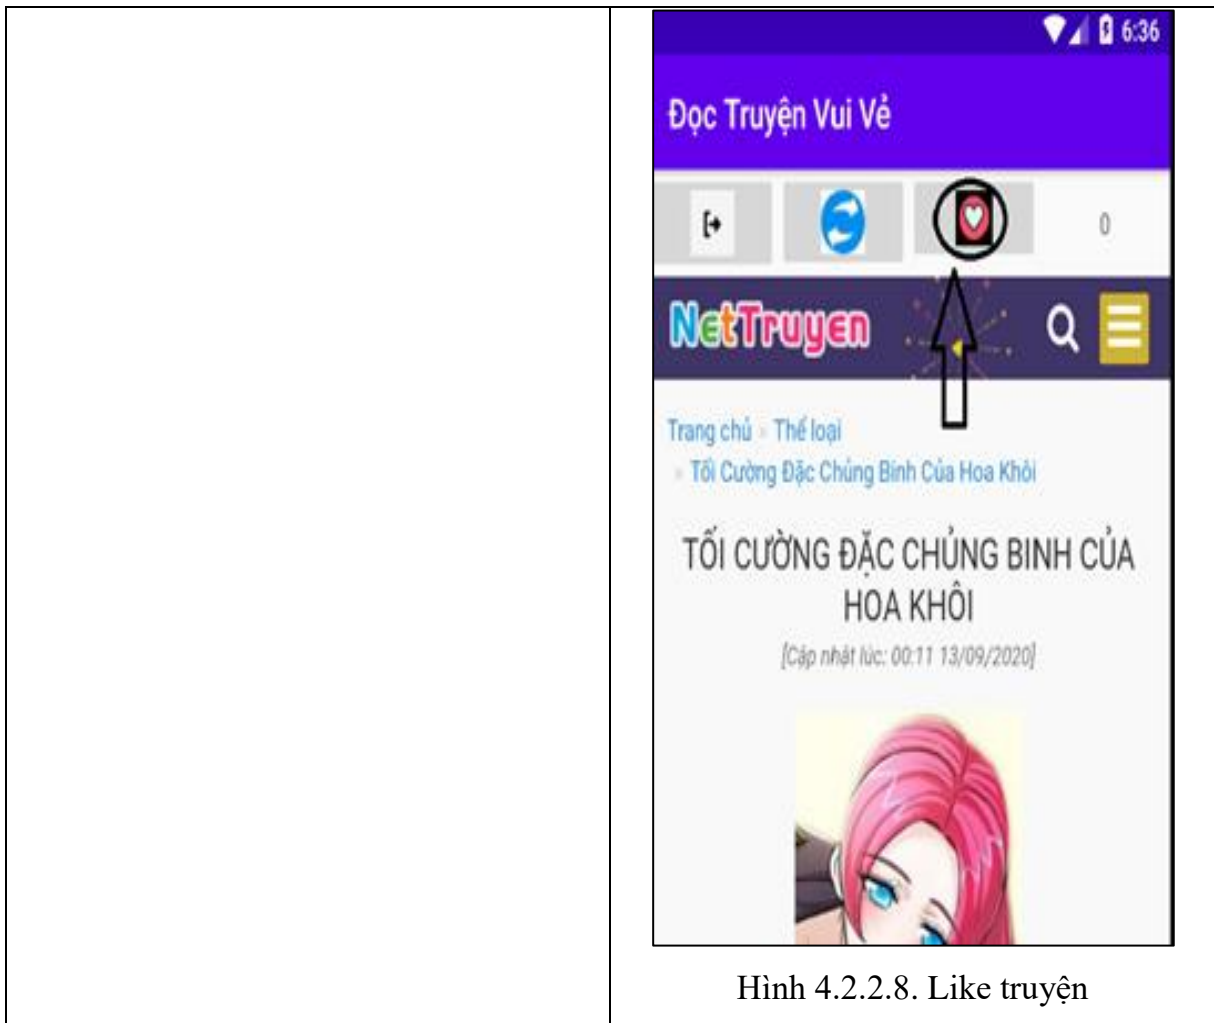 6:36
Đọc Truyện Vui Vẻ
0
NetTruyen
Trang chủ » Thể loại
» Tối Cường Đặc Chủng Binh Của Hoa Khôi
TỐI CƯỜNG ĐẶC CHỦNG BINH CỦA
HOA KHÔI
[Cập nhật lúc: 00:11 13/09/2020]
Hình 4.2.2.8. Like truyện